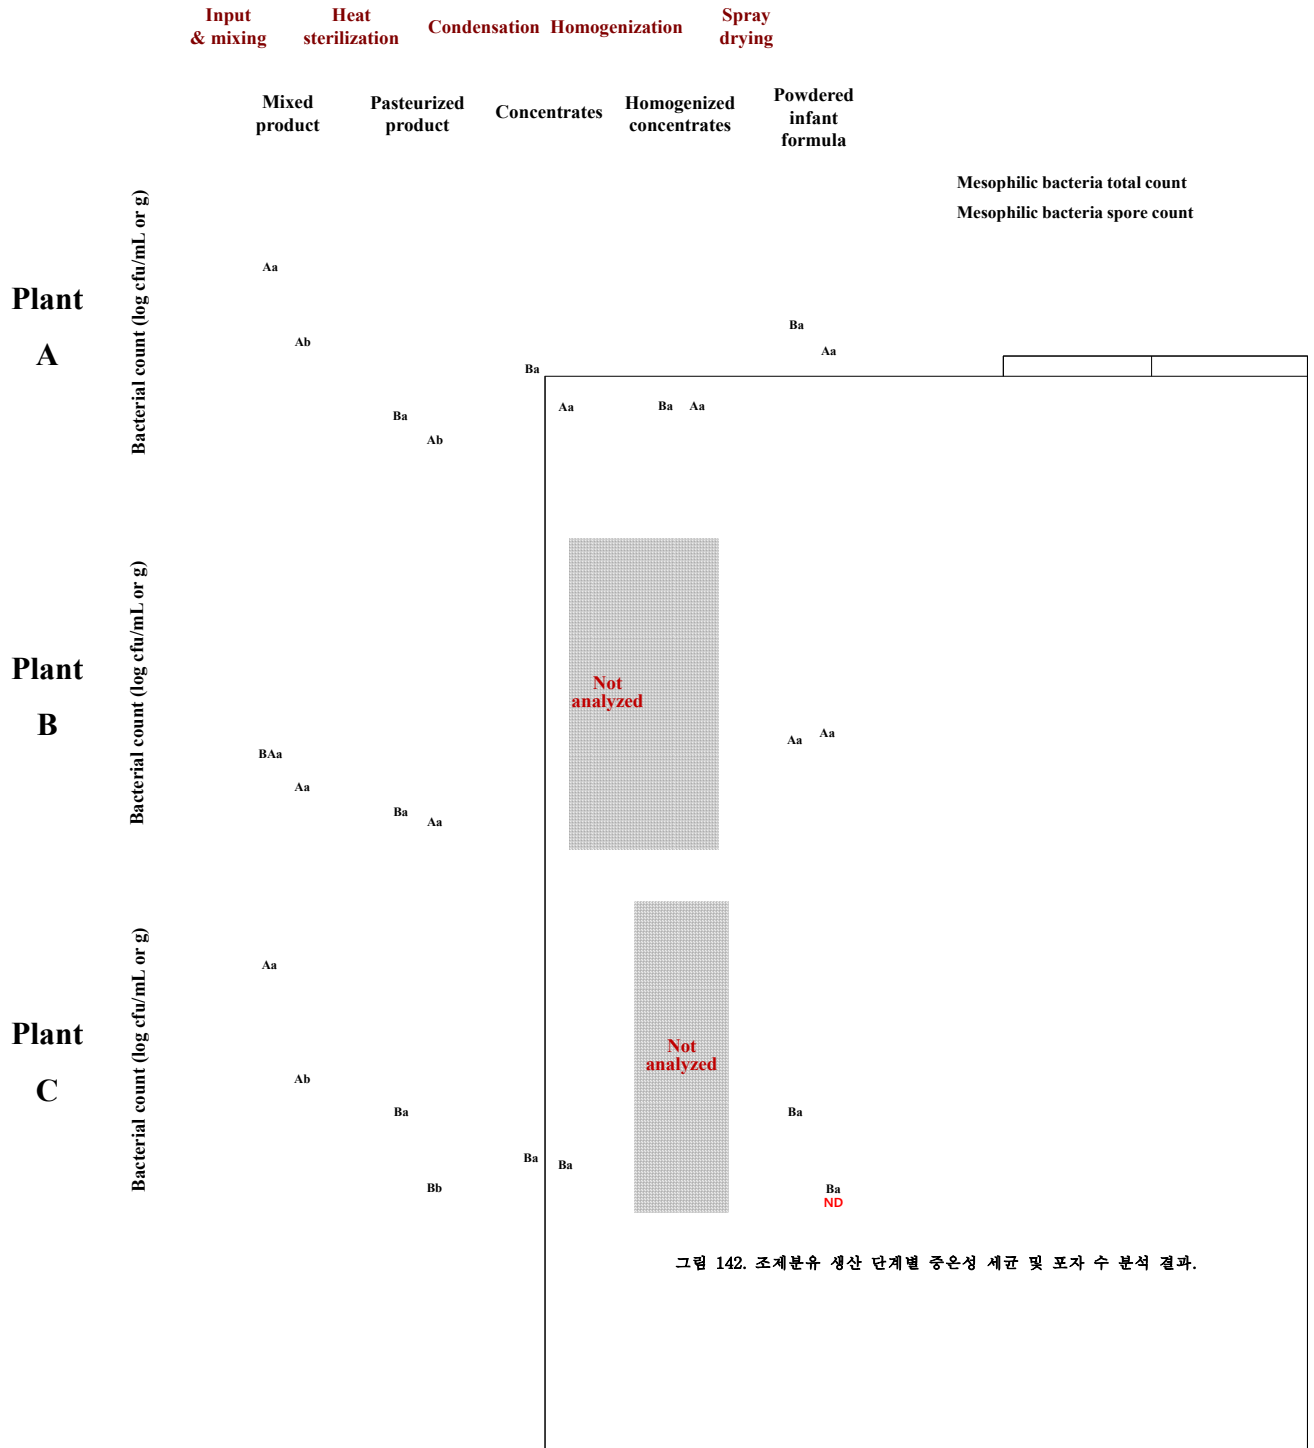 Input
& mixing
Heat
sterilization
Condensation
Homogenization
Spray
drying
Mixed
product
Pasteurized
product
Concentrates
Homogenized
concentrates
Powdered
infant
formula
Mesophilic bacteria total count
Mesophilic bacteria spore count
Plant
A
Bacterial count (log cfu/mL or g)
Aa
Ab
Ba
Ab
Ba
Aa
Ba
Aa
Ba
Aa
Plant
B
Bacterial count (log cfu/mL or g)
BAa
Aa
Ba
Aa
Not
analyzed
Aa
Aa
Plant
C
Bacterial count (log cfu/mL or g)
Aa
Ab
Ba
Bb
Ba
Ba
Not
analyzed
Ba
Ba
ND
그림 142. 조제분유 생산 단계별 중온성 세균 및 포자 수 분석 결과.